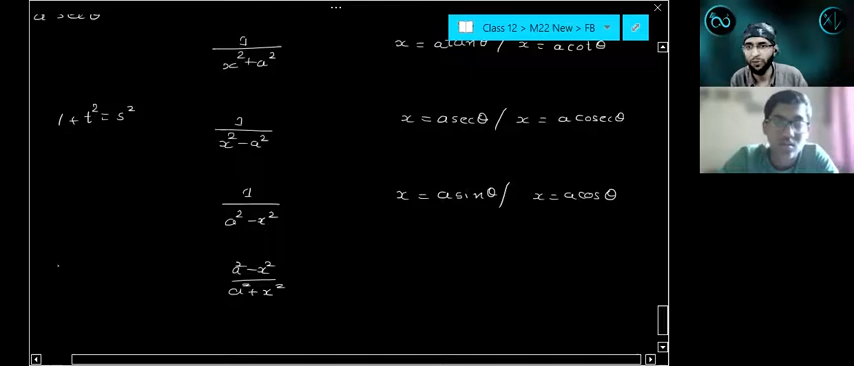 a secθ
Class 12 > M22 New > FB
1/(x²+a²) x = a tanθ / x = a cotθ
1 + t² = s² 1/(x²-a²) x = a secθ / x = a cosecθ
1/(a²-x²) x = a sinθ / x = a cosθ
(a²-x²)/(a²+x²)